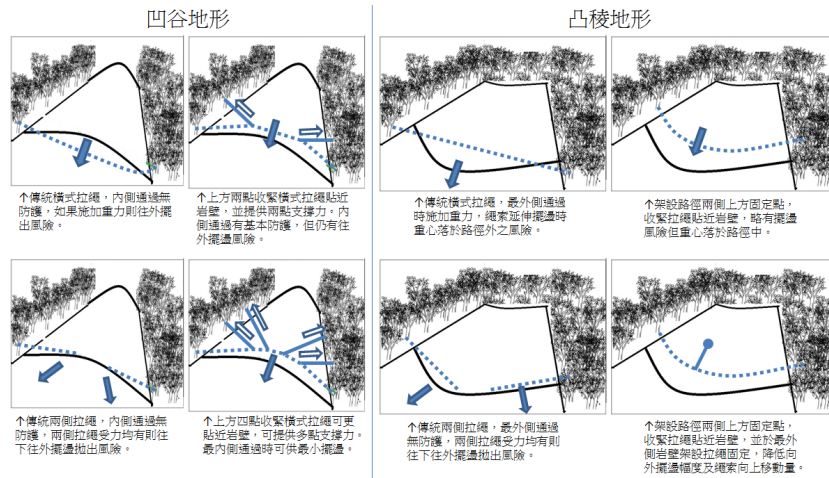 凹谷地形
↑傳統橫式拉繩，內側通過無
防護，如果施加重力則往外擺
出風險。
↑上方兩點收緊橫式拉繩貼近
岩壁，並提供兩點支撐力。內
側通過有基本防護，但仍有往
外擺盪風險。
↑傳統兩側拉繩，內側通過無
防護，兩側拉繩受力均有則往
下往外擺盪拋出風險。
↑上方四點收緊橫式拉繩可更
貼近岩壁，可提供多點支撐力。
最內側通過時可供最小擺盪。
凸稜地形
↑傳統橫式拉繩，最外側通過
時施加重力，繩索延伸擺盪時
重心落於路徑外之風險。
↑架設路徑兩側上方固定點，
收緊拉繩貼近岩壁，略有擺盪
風險但重心落於路徑中。
↑傳統兩側拉繩，最外側通過
無防護，兩側拉繩受力均有則
往下往外擺盪拋出風險。
↑架設路徑兩側上方固定點，
收緊拉繩貼近岩壁，並於最外
側岩壁架設拉繩固定，降低向
外擺盪幅度及繩索向上移動量。